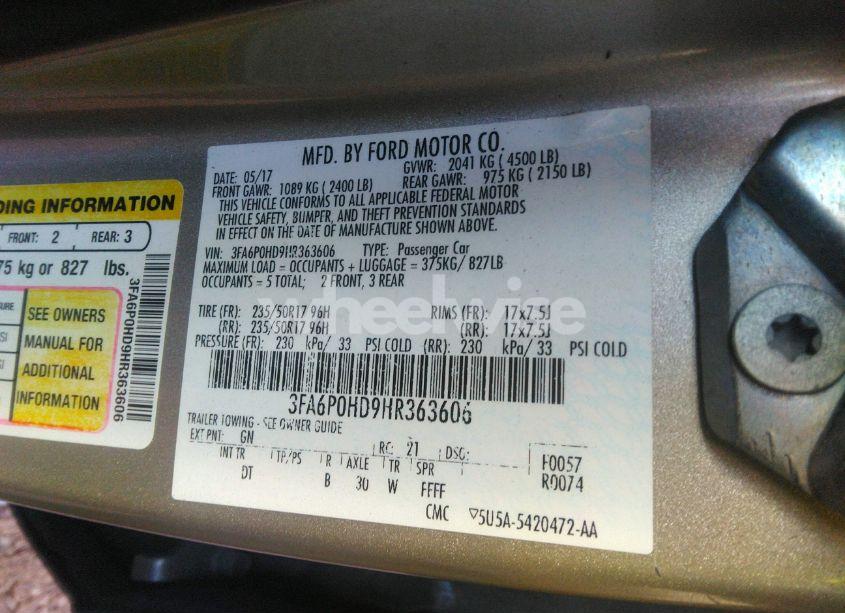 DING INFORMATION
FRONT: 2 REAR: 3
75 kg or 827 lbs.
SURE
SEE OWNERS
MANUAL FOR
ADDITIONAL
INFORMATION
SI
SI
3FA6P0HD9HR363606
MFD. BY FORD MOTOR CO.
DATE: 05/17 GVWR: 2041 KG ( 4500 LB)
FRONT GAWR: 1089 KG ( 2400 LB) REAR GAWR: 975 KG ( 2150 LB)
THIS VEHICLE CONFORMS TO ALL APPLICABLE FEDERAL MOTOR
VEHICLE SAFETY, BUMPER, AND THEFT PREVENTION STANDARDS
IN EFFECT ON THE DATE OF MANUFACTURE SHOWN ABOVE.
VIN: 3FA6P0HD9HR363606 TYPE: Passenger Car
MAXIMUM LOAD = OCCUPANTS + LUGGAGE = 375KG/ 827LB
OCCUPANTS = 5 TOTAL; 2 FRONT, 3 REAR
wheelwire
TIRE (FR): 235/50R17 96H RIMS (FR): 17x7.5J
(RR): 235/50R17 96H (RR): 17x7.5J
PRESSURE (FR): 230 kPa/ 33 PSI COLD (RR): 230 kPa/ 33 PSI COLD
3FA6P0HD9HR363606
TRAILER TOWING - SEE OWNER GUIDE
EXT PNT: GN RC: 21 DSO: F0057
INT TR TP/PS R AXLE TR SPR R0074
DT B 30 W FFFF
CMC ▽5U5A-5420472-AA